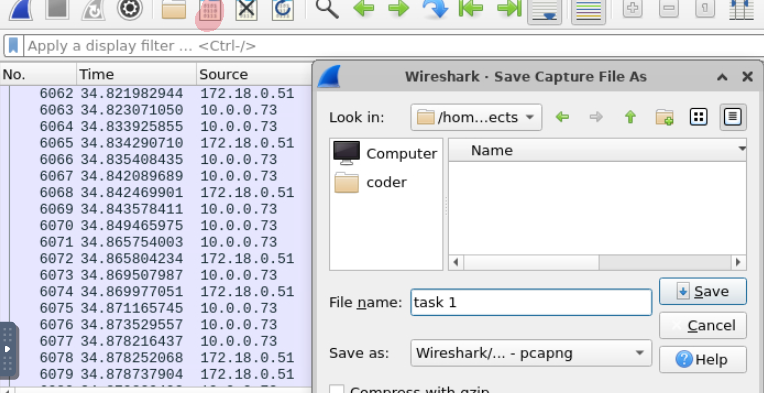 Apply a display filter ... <Ctrl-/>
No. Time Source
6062 34.821982944 172.18.0.51
6063 34.823071050 10.0.0.73
6064 34.833925855 10.0.0.73
6065 34.834290710 172.18.0.51
6066 34.835408435 10.0.0.73
6067 34.842089689 10.0.0.73
6068 34.842469901 172.18.0.51
6069 34.843578411 10.0.0.73
6070 34.849465975 10.0.0.73
6071 34.865754003 10.0.0.73
6072 34.865804234 172.18.0.51
6073 34.869507987 10.0.0.73
6074 34.869977051 172.18.0.51
6075 34.871165745 10.0.0.73
6076 34.873529557 10.0.0.73
6077 34.878216437 10.0.0.73
6078 34.878252068 172.18.0.51
6079 34.878737904 172.18.0.51
Wireshark · Save Capture File As
Look in: /hom...ects
Computer
coder
Name
File name: task 1
Save
Cancel
Save as: Wireshark/... - pcapng
Help
Compress with gzip